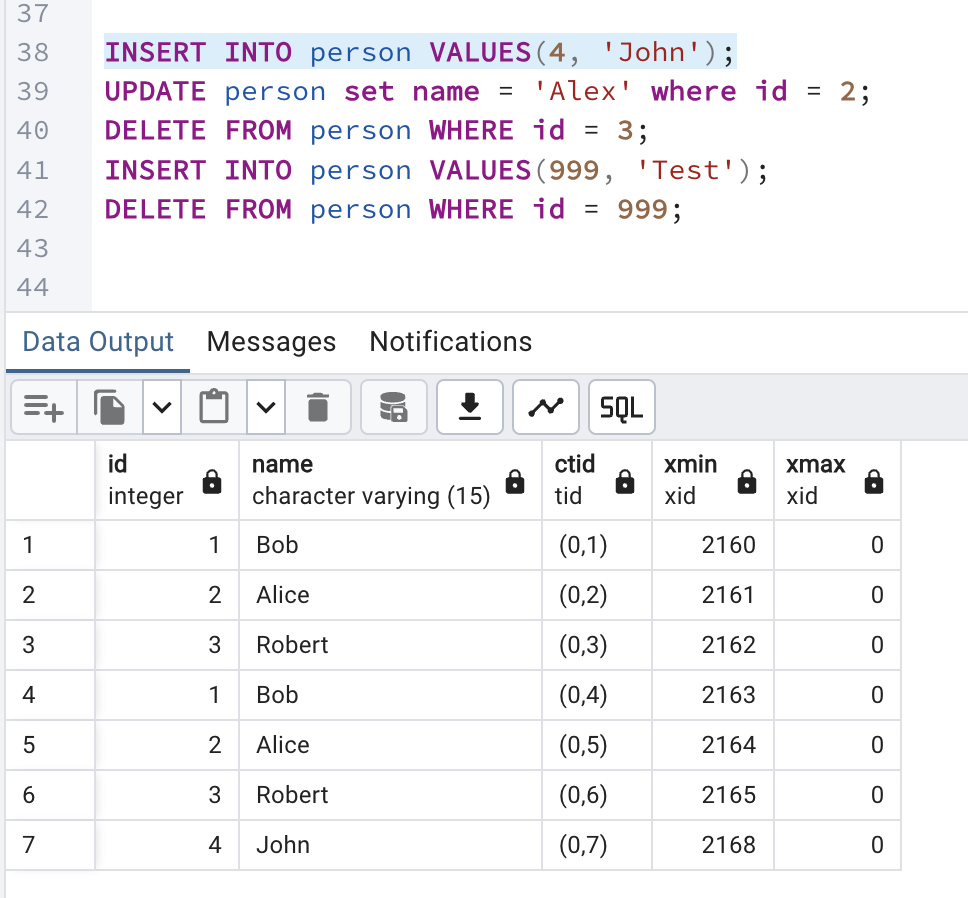 37
38 INSERT INTO person VALUES(4, 'John');
39 UPDATE person set name = 'Alex' where id = 2;
40 DELETE FROM person WHERE id = 3;
41 INSERT INTO person VALUES(999, 'Test');
42 DELETE FROM person WHERE id = 999;
43
44
Data Output Messages Notifications
SQL
id name ctid xmin xmax
integer character varying (15) tid xid xid
1 1 Bob (0,1) 2160 0
2 2 Alice (0,2) 2161 0
3 3 Robert (0,3) 2162 0
4 1 Bob (0,4) 2163 0
5 2 Alice (0,5) 2164 0
6 3 Robert (0,6) 2165 0
7 4 John (0,7) 2168 0